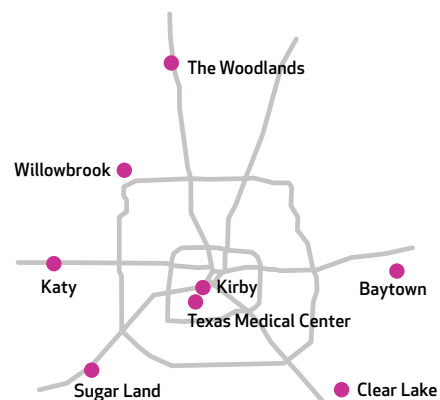 The Woodlands
Willowbrook
Katy
Kirby
Baytown
Texas Medical Center
Sugar Land
Clear Lake